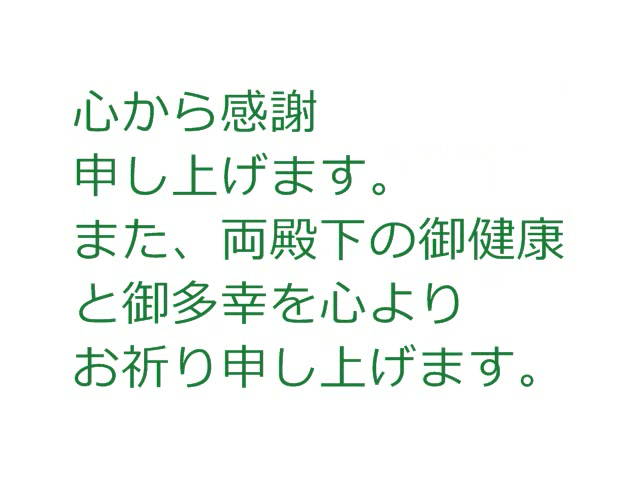 心から感謝
申し上げます。
また、両殿下の御健康
と御多幸を心より
お祈り申し上げます。